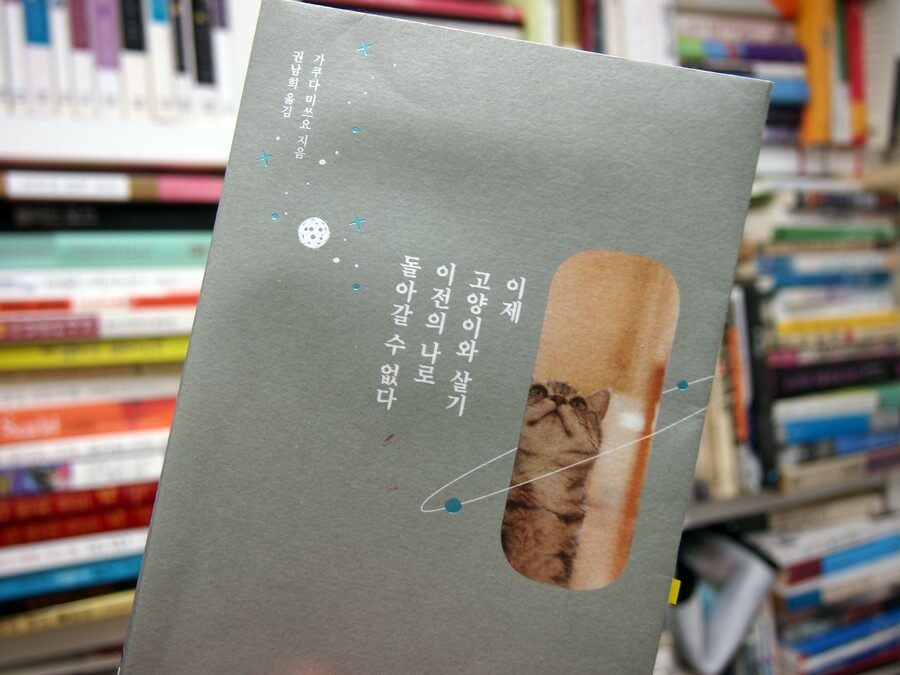 가쿠다 미쓰요 지음
권남희 옮김
이제
고양이와 살기
이전의 나로
돌아갈 수 없다